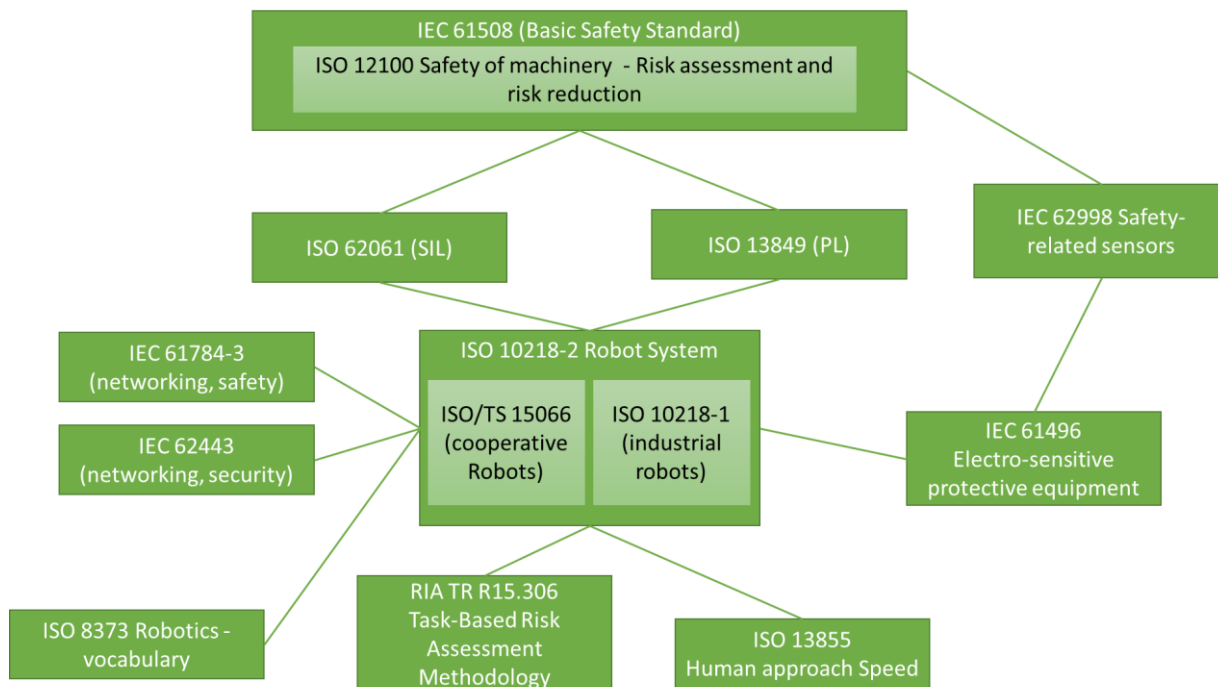 IEC 61508 (Basic Safety Standard)
ISO 12100 Safety of machinery - Risk assessment and
risk reduction
ISO 62061 (SIL)
ISO 13849 (PL)
IEC 62998 Safety-
related sensors
IEC 61784-3
(networking, safety)
IEC 62443
(networking, security)
ISO 10218-2 Robot System
ISO/TS 15066
(cooperative
Robots)
ISO 10218-1
(industrial
robots)
IEC 61496
Electro-sensitive
protective equipment
ISO 8373 Robotics -
vocabulary
RIA TR R15.306
Task-Based Risk
Assessment
Methodology
ISO 13855
Human approach Speed